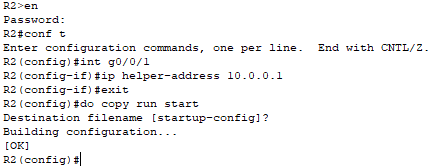 R2>en
Password:
R2#conf t
Enter configuration commands, one per line.  End with CNTL/Z.
R2(config)#int g0/0/1
R2(config-if)#ip helper-address 10.0.0.1
R2(config-if)#exit
R2(config)#do copy run start
Destination filename [startup-config]?
Building configuration...
[OK]
R2(config)#